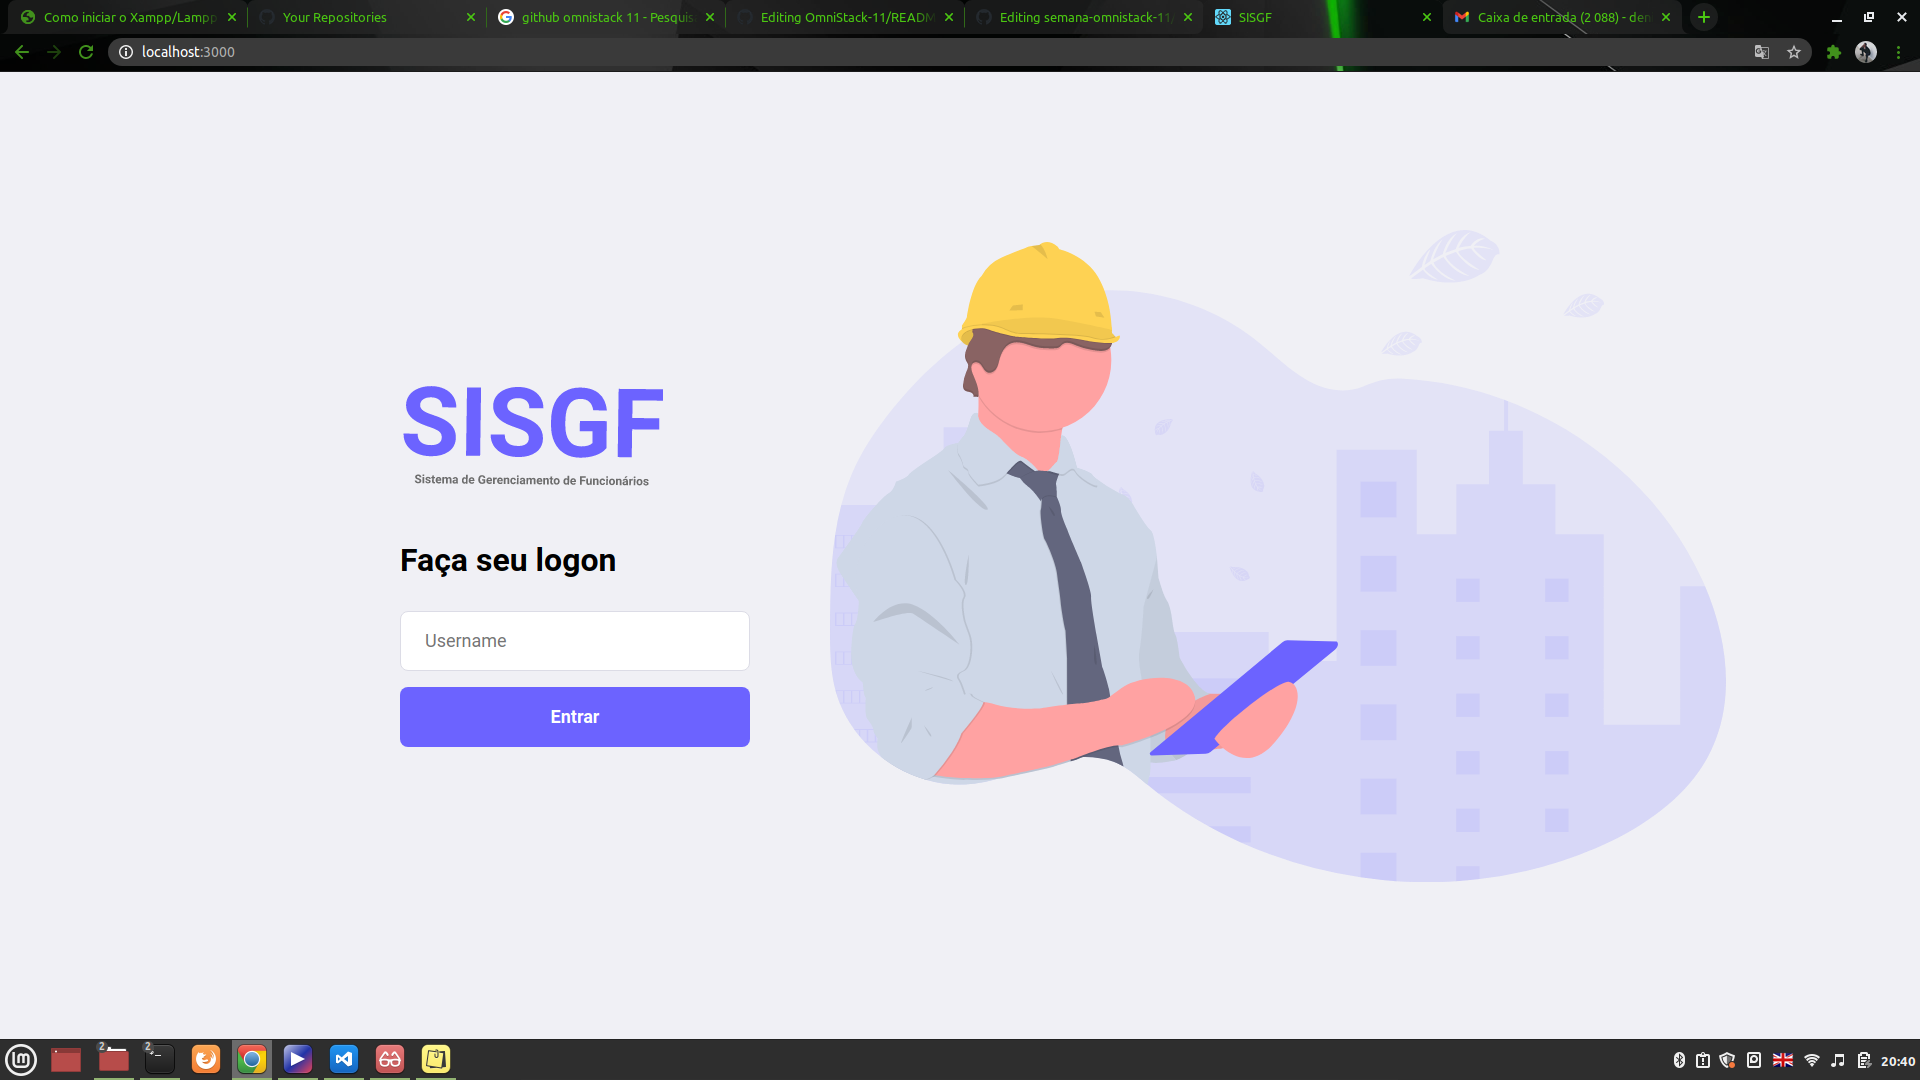 Como iniciar o Xampp/Lampp
Your Repositories
github omnistack 11 - Pesquis
Editing OmniStack-11/READM
Editing semana-omnistack-11/
SISGF
Caixa de entrada (2 088) - den
localhost:3000
SISGF
Sistema de Gerenciamento de Funcionários
Faça seu logon
Username
Entrar
2
2
20:40